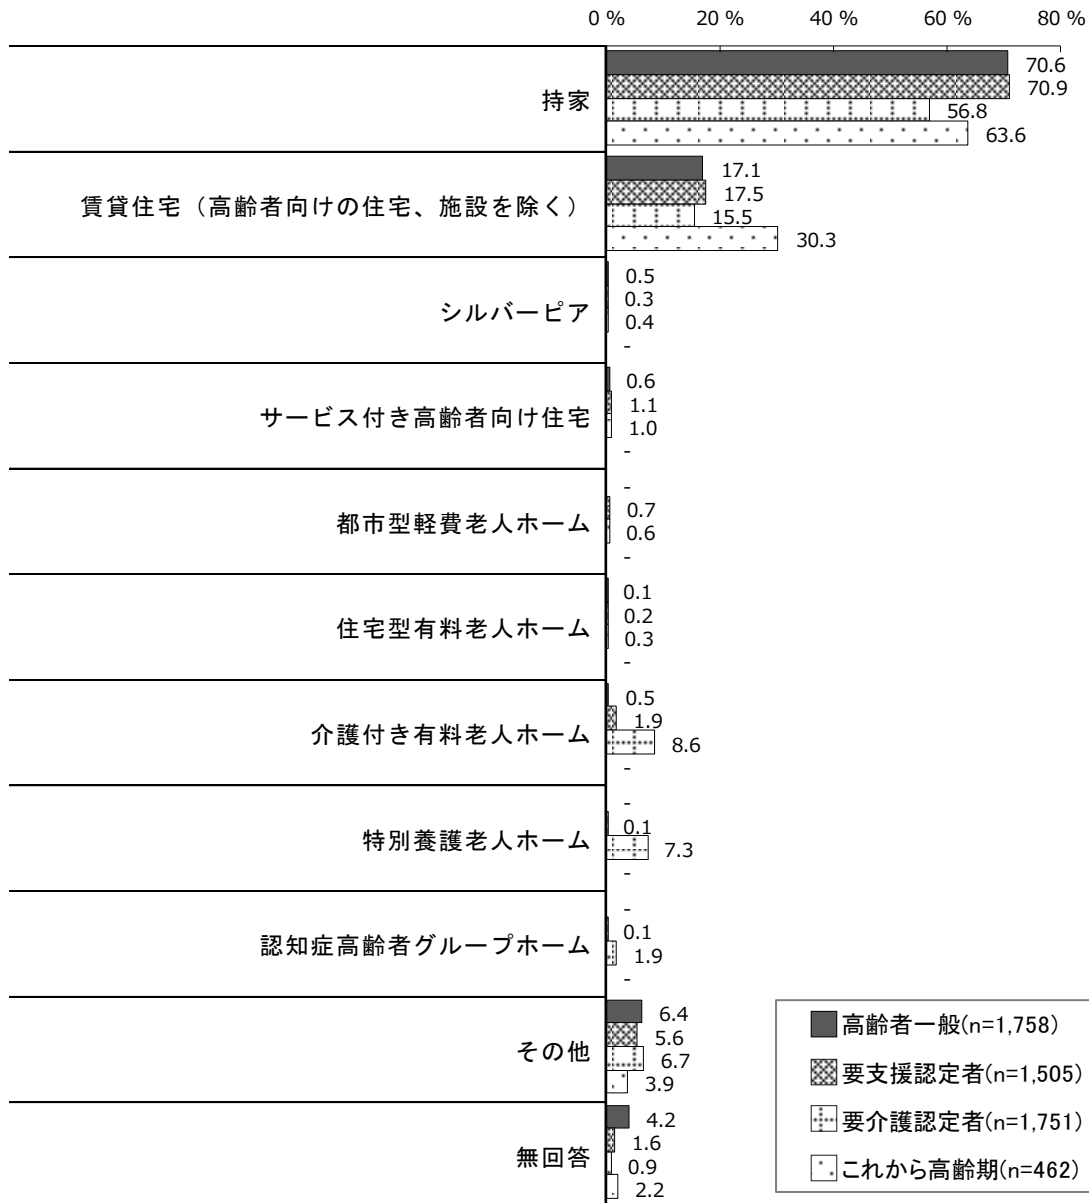 0 % 20 % 40 % 60 % 80 %
持家
70.6
70.9
56.8
63.6
賃貸住宅（高齢者向けの住宅、施設を除く）
17.1
17.5
15.5
30.3
シルバーピア
0.5
0.3
0.4
-
サービス付き高齢者向け住宅
0.6
1.1
1.0
-
都市型軽費老人ホーム
-
0.7
0.6
-
住宅型有料老人ホーム
0.1
0.2
0.3
-
介護付き有料老人ホーム
0.5
1.9
8.6
-
特別養護老人ホーム
-
0.1
7.3
-
認知症高齢者グループホーム
-
0.1
1.9
-
その他
6.4
5.6
6.7
3.9
無回答
4.2
1.6
0.9
2.2
高齢者一般(n=1,758)
要支援認定者(n=1,505)
要介護認定者(n=1,751)
これから高齢期(n=462)